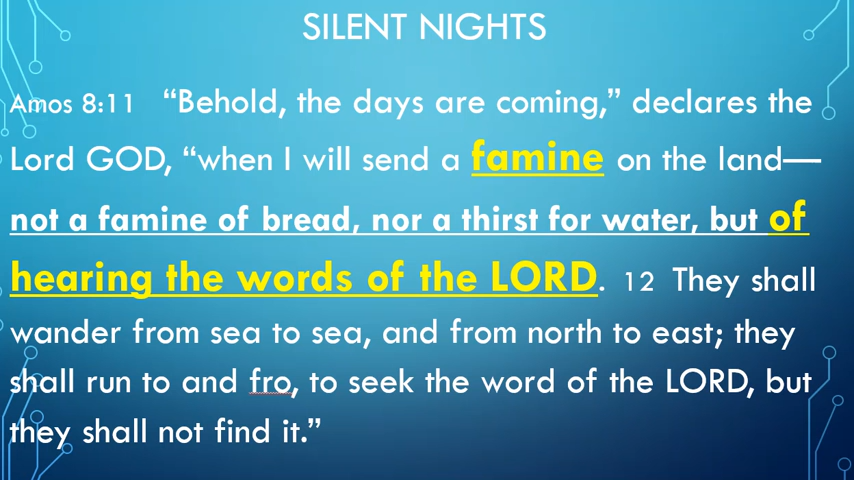 SILENT NIGHTS
Amos 8:11 “Behold, the days are coming,” declares the
Lord GOD, “when I will send a famine on the land—
not a famine of bread, nor a thirst for water, but of
hearing the words of the LORD. 12 They shall
wander from sea to sea, and from north to east; they
shall run to and fro, to seek the word of the LORD, but
they shall not find it.”